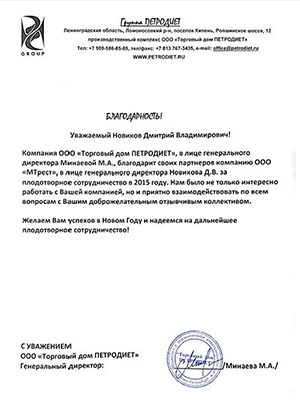 Группа ПЕТРОДИЕТ
Ленинградская область, Ломоносовский р-н, поселок Кипень, Ропшинское шоссе, 12
производственный комплекс ООО «Торговый дом ПЕТРОДИЕТ»
Тел: +7 909-586-85-85, тел/факс: +7 813 767-3435, e-mail: office@petrodiet.ru
WWW.PETRODIET.RU
GROUP
БЛАГОДАРНОСТЬ!
Уважаемый Новиков Дмитрий Владимирович!
Компания ООО «Торговый дом ПЕТРОДИЕТ», в лице генерального
директора Минаевой М.А., благодарит своих партнеров компанию ООО
«МТрест», в лице генерального директора Новикова Д.В. за
плодотворное сотрудничество в 2015 году. Нам было не только интересно
работать с Вашей компанией, но и приятно взаимодействовать по всем
вопросам с Вашим доброжелательным отзывчивым коллективом.
Желаем Вам успехов в Новом Году и надеемся на дальнейшее
плодотворное сотрудничество!
С УВАЖЕНИЕМ
ООО «Торговый дом ПЕТРОДИЕТ»
Генеральный директор:
/Минаева М.А./